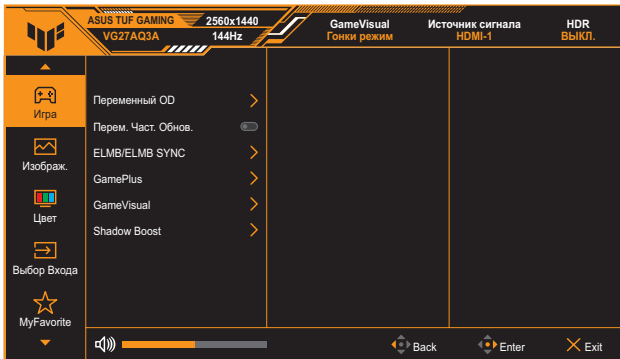 ASUS TUF GAMING 2560x1440
VG27AQ3A 144Hz
GameVisual
Гонки режим
Источник сигнала
HDMI-1
HDR
ВЫКЛ.
Игра
Изображ.
Цвет
Выбор Входа
MyFavorite
Переменный OD
Перем. Част. Обнов.
ELMB/ELMB SYNC
GamePlus
GameVisual
Shadow Boost
Back
Enter
Exit